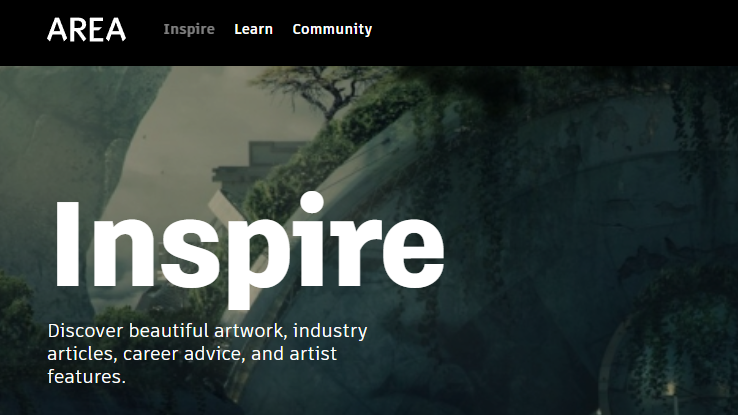 AREA Inspire Learn Community
Inspire
Discover beautiful artwork, industry
articles, career advice, and artist
features.